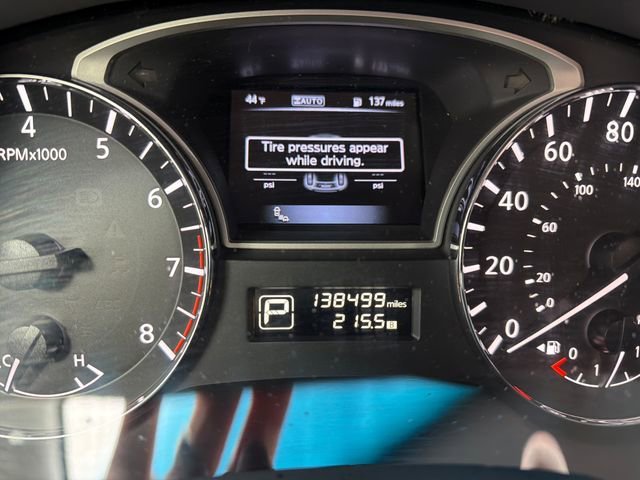 44°F AUTO 137 miles
Tire pressures appear
while driving.
psi psi
RPMx1000
4 5 6 7 8
C H
P 138499 miles
215.5 B
0 20 40 60 80
0 20 60 100 140
0 1